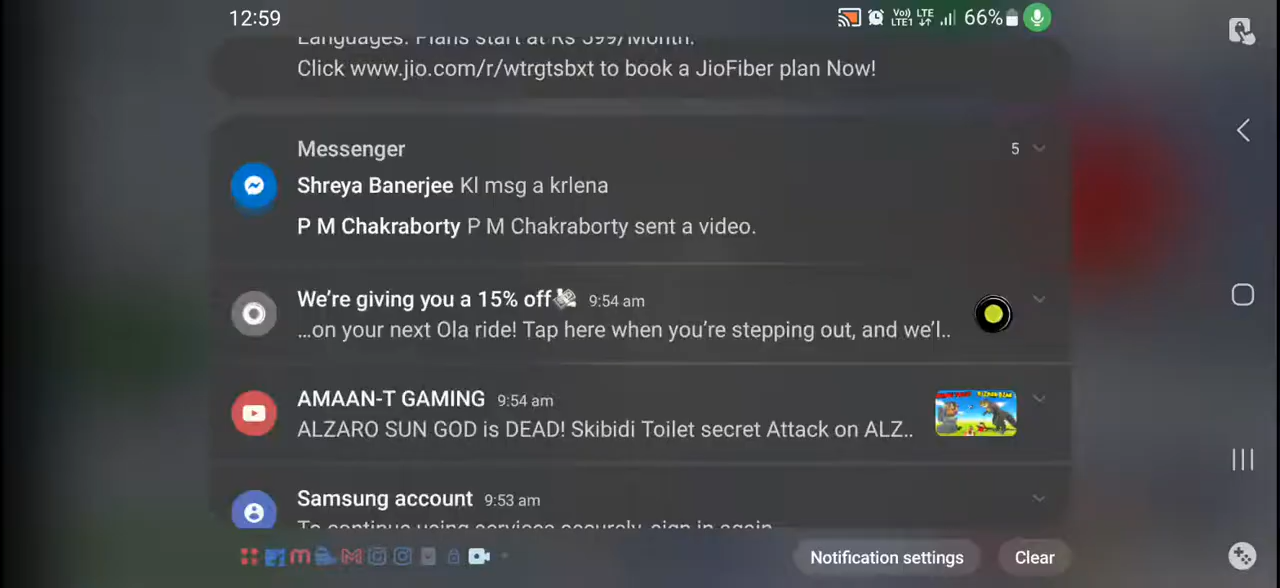 12:59
Vo)) LTE
LTE1 66%
Languages. Plans start at Rs 399/Month.
Click www.jio.com/r/wtrgtsbxt to book a JioFiber plan Now!
Messenger
5
Shreya Banerjee Kl msg a krlena
P M Chakraborty P M Chakraborty sent a video.
We're giving you a 15% off 9:54 am
...on your next Ola ride! Tap here when you're stepping out, and we'l..
AMAAN-T GAMING 9:54 am
ALZARO SUN GOD is DEAD! Skibidi Toilet secret Attack on ALZ..
Samsung account 9:53 am
To continue using services securely, sign in again
Notification settings
Clear